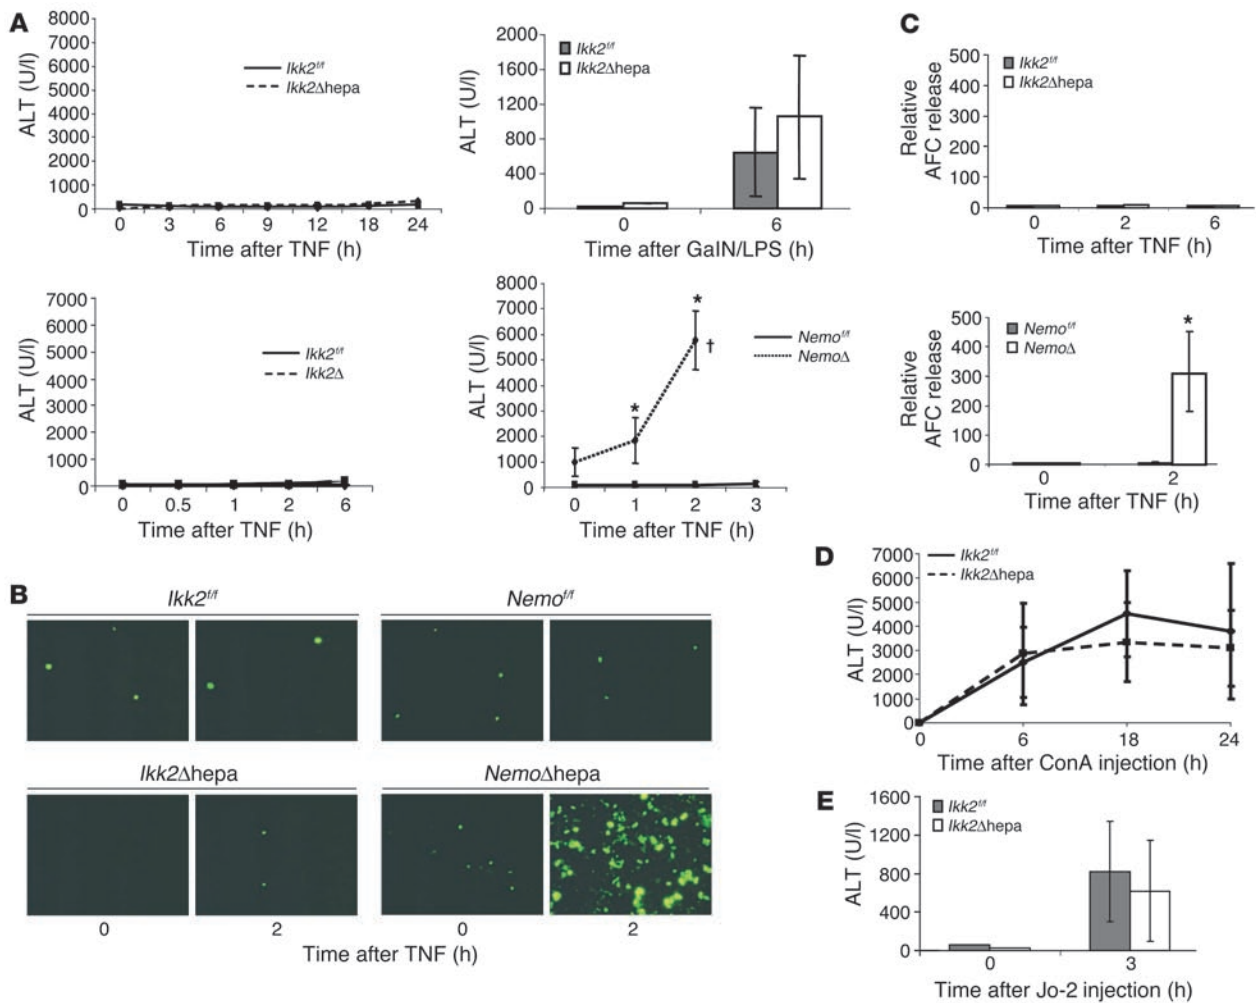 A
8000
7000
6000
5000
4000
3000
2000
1000
0
ALT (U/l)
Ikk2f/f
Ikk2Δhepa
0 3 6 9 12 18 24
Time after TNF (h)
2000
1600
1200
800
400
0
ALT (U/l)
Ikk2f/f
Ikk2Δhepa
0 6
Time after GalN/LPS (h)
7000
6000
5000
4000
3000
2000
1000
0
ALT (U/l)
Ikk2f/f
Ikk2Δ
0 0.5 1 2 6
Time after TNF (h)
8000
7000
6000
5000
4000
3000
2000
1000
0
ALT (U/l)
*
*
†
Nemof/f
NemoΔ
0 1 2 3
Time after TNF (h)
C
500
400
300
200
100
0
Relative
AFC release
Ikk2f/f
Ikk2Δhepa
0 2 6
Time after TNF (h)
500
400
300
200
100
0
Relative
AFC release
Nemof/f
NemoΔ
*
0 2
Time after TNF (h)
B
Ikk2f/f Nemof/f
Ikk2Δhepa NemoΔhepa
0 2 0 2
Time after TNF (h)
D
7000
6000
5000
4000
3000
2000
1000
0
ALT (U/l)
Ikk2f/f
Ikk2Δhepa
0 6 18 24
Time after ConA injection (h)
E
1600
1200
800
400
0
ALT (U/l)
Ikk2f/f
Ikk2Δhepa
0 3
Time after Jo-2 injection (h)